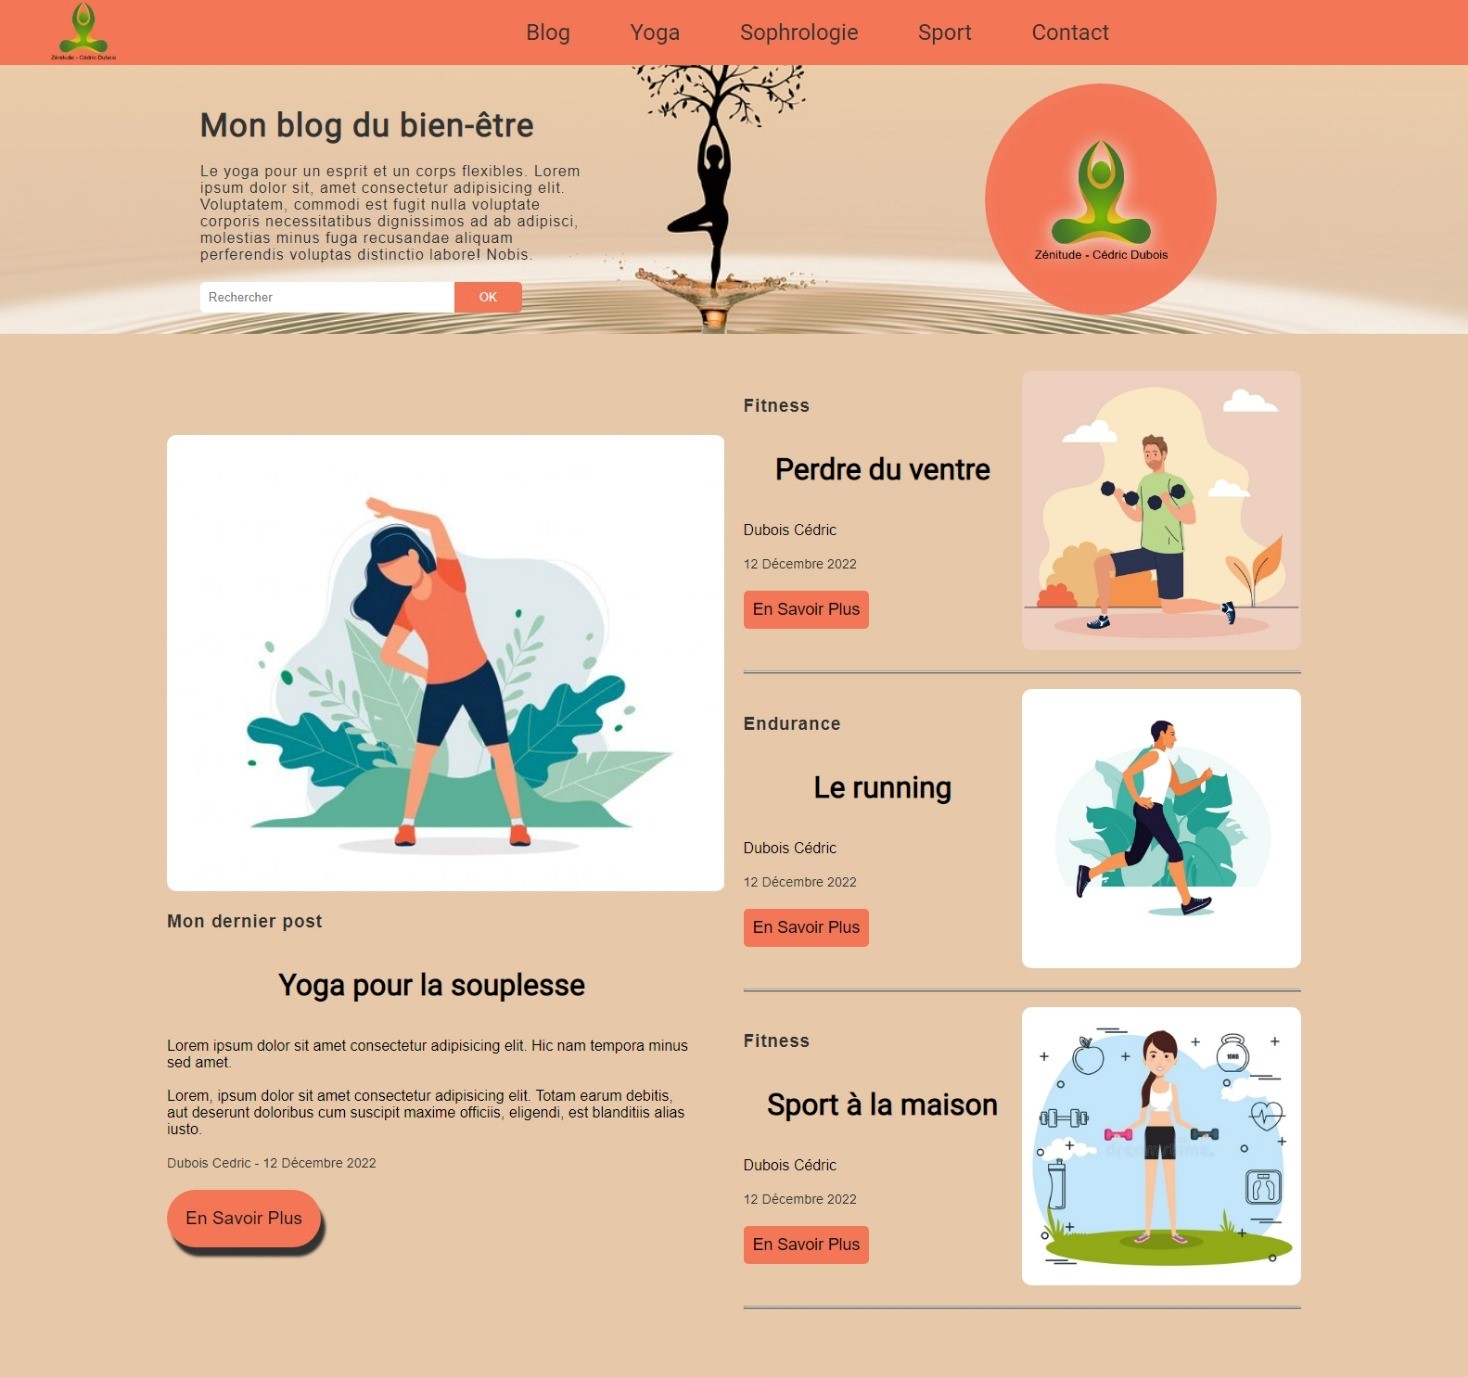 Zénitude - Cédric Dubois
Blog
Yoga
Sophrologie
Sport
Contact
Mon blog du bien-être
Le yoga pour un esprit et un corps flexibles. Lorem
ipsum dolor sit, amet consectetur adipisicing elit.
Voluptatem, commodi est fugit nulla voluptate
corporis necessitatibus dignissimos ad ab adipisci,
molestias minus fuga recusandae aliquam
perferendis voluptas distinctio labore! Nobis.
Rechercher
OK
Zénitude - Cédric Dubois
Mon dernier post
Yoga pour la souplesse
Lorem ipsum dolor sit amet consectetur adipisicing elit. Hic nam tempora minus
sed amet.
Lorem, ipsum dolor sit amet consectetur adipisicing elit. Totam earum debitis,
aut deserunt doloribus cum suscipit maxime officiis, eligendi, est blanditiis alias
iusto.
Dubois Cedric - 12 Décembre 2022
En Savoir Plus
Fitness
Perdre du ventre
Dubois Cédric
12 Décembre 2022
En Savoir Plus
Endurance
Le running
Dubois Cédric
12 Décembre 2022
En Savoir Plus
Fitness
Sport à la maison
Dubois Cédric
12 Décembre 2022
En Savoir Plus
10KG